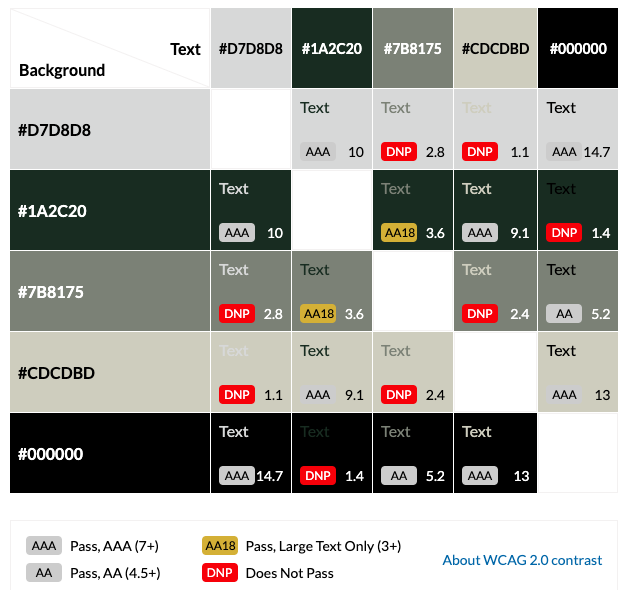 Text #D7D8D8 #1A2C20 #7B8175 #CDCDBD #000000
Background
#D7D8D8 Text Text Text Text
AAA 10 DNP 2.8 DNP 1.1 AAA 14.7
#1A2C20 Text Text Text Text
AAA 10 AA18 3.6 AAA 9.1 DNP 1.4
#7B8175 Text Text Text Text
DNP 2.8 AA18 3.6 DNP 2.4 AA 5.2
#CDCDBD Text Text Text Text
DNP 1.1 AAA 9.1 DNP 2.4 AAA 13
#000000 Text Text Text Text
AAA 14.7 DNP 1.4 AA 5.2 AAA 13
AAA Pass, AAA (7+) AA18 Pass, Large Text Only (3+)
About WCAG 2.0 contrast
AA Pass, AA (4.5+) DNP Does Not Pass